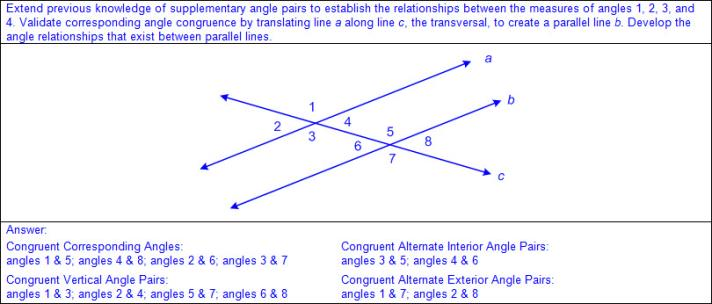 Extend previous knowledge of supplementary angle pairs to establish the relationships between the measures of angles 1, 2, 3, and
4. Validate corresponding angle congruence by translating line a along line c, the transversal, to create a parallel line b. Develop the
angle relationships that exist between parallel lines.
a
b
1
2
4
3
5
6
8
7
c
Answer:
Congruent Corresponding Angles:
angles 1 & 5; angles 4 & 8; angles 2 & 6; angles 3 & 7
Congruent Alternate Interior Angle Pairs:
angles 3 & 5; angles 4 & 6
Congruent Vertical Angle Pairs:
angles 1 & 3; angles 2 & 4; angles 5 & 7; angles 6 & 8
Congruent Alternate Exterior Angle Pairs:
angles 1 & 7; angles 2 & 8